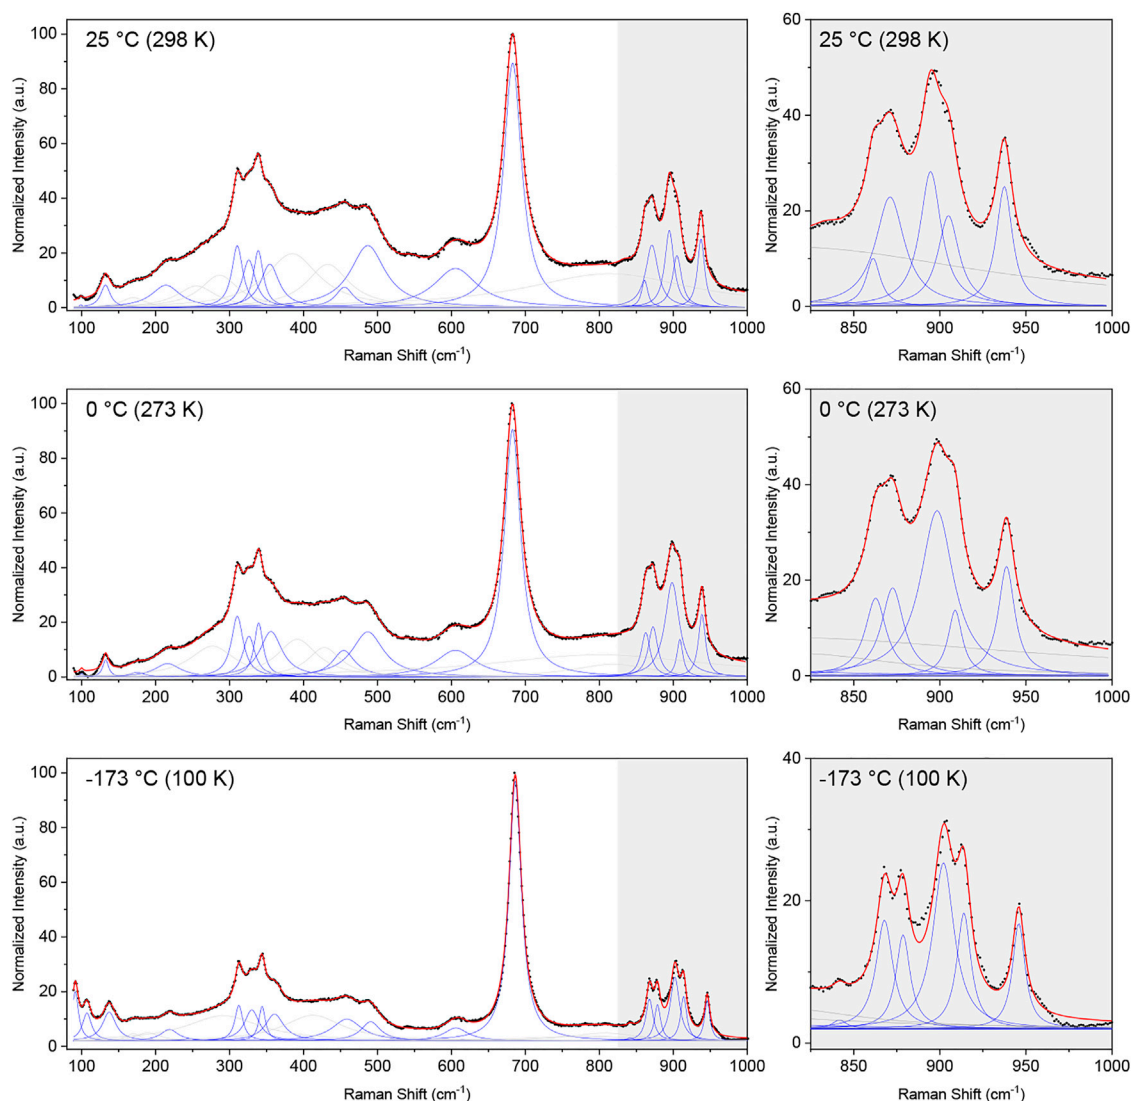 25 °C (298 K)
Normalized Intensity (a.u.)
100
80
60
40
20
0
100 200 300 400 500 600 700 800 900 1000
Raman Shift (cm⁻¹)
25 °C (298 K)
Normalized Intensity (a.u.)
60
40
20
0
850 900 950 1000
Raman Shift (cm⁻¹)
0 °C (273 K)
Normalized Intensity (a.u.)
100
80
60
40
20
0
100 200 300 400 500 600 700 800 900 1000
Raman Shift (cm⁻¹)
0 °C (273 K)
Normalized Intensity (a.u.)
60
40
20
0
850 900 950 1000
Raman Shift (cm⁻¹)
-173 °C (100 K)
Normalized Intensity (a.u.)
100
80
60
40
20
0
100 200 300 400 500 600 700 800 900 1000
Raman Shift (cm⁻¹)
-173 °C (100 K)
Normalized Intensity (a.u.)
40
20
0
850 900 950 1000
Raman Shift (cm⁻¹)